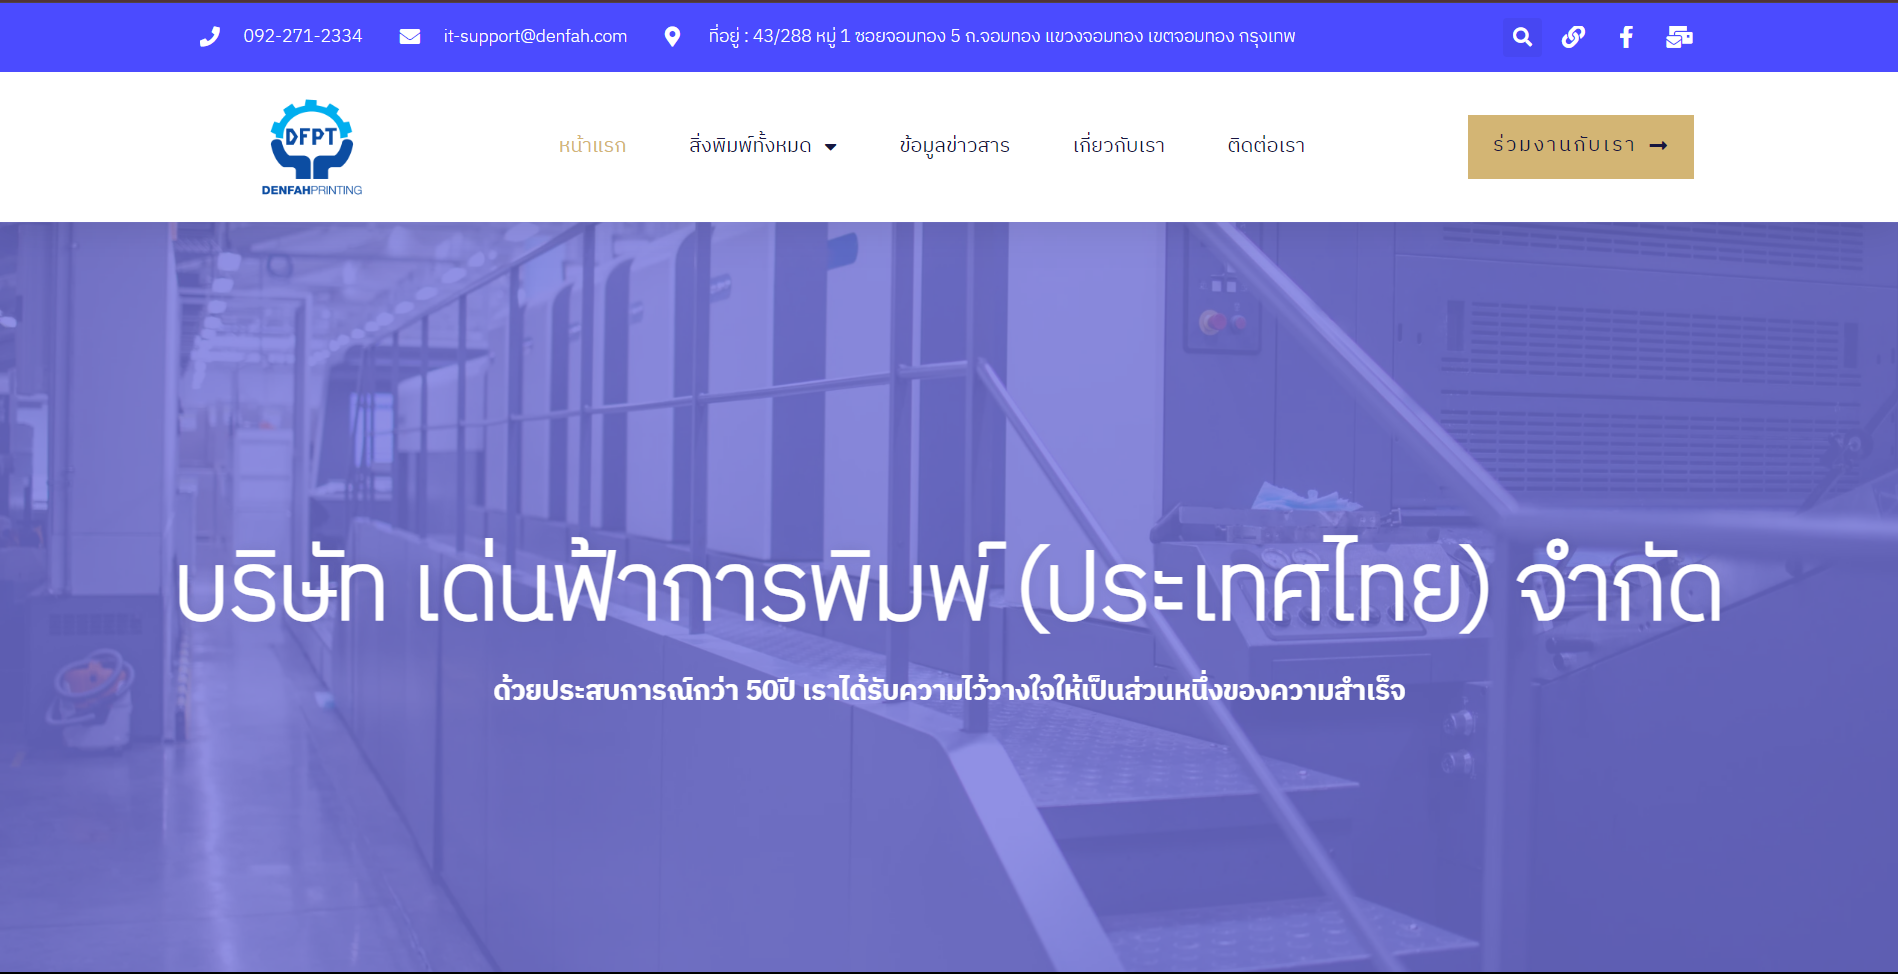 092-271-2334
it-support@denfah.com
ที่อยู่ : 43/288 หมู่ 1 ซอยจอมทอง 5 ถ.จอมทอง แขวงจอมทอง เขตจอมทอง กรุงเทพ
DFPT
DENFAHPRINTING
หน้าแรก
สิ่งพิมพ์ทั้งหมด
ข้อมูลข่าวสาร
เกี่ยวกับเรา
ติดต่อเรา
ร่วมงานกับเรา
บริษัท เด่นฟ้าการพิมพ์ (ประเทศไทย) จำกัด
ด้วยประสบการณ์กว่า 50ปี เราได้รับความไว้วางใจให้เป็นส่วนหนึ่งของความสำเร็จ